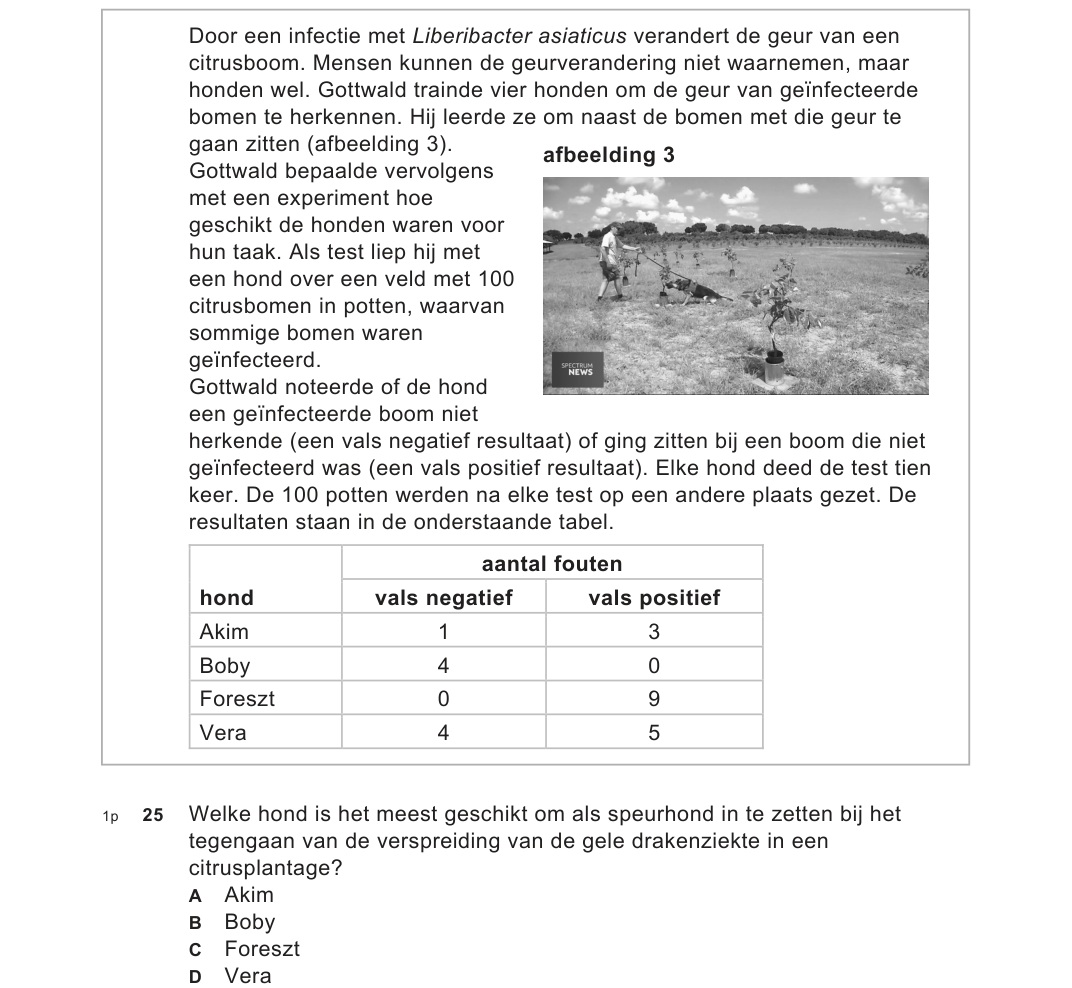 Door een infectie met Liberibacter asiaticus verandert de geur van een
citrusboom. Mensen kunnen de geurverandering niet waarnemen, maar
honden wel. Gottwald trainde vier honden om de geur van geïnfecteerde
bomen te herkennen. Hij leerde ze om naast de bomen met die geur te
gaan zitten (afbeelding 3).
Gottwald bepaalde vervolgens
met een experiment hoe
geschikt de honden waren voor
hun taak. Als test liep hij met
een hond over een veld met 100
citrusbomen in potten, waarvan
sommige bomen waren
geïnfecteerd.
Gottwald noteerde of de hond
een geïnfecteerde boom niet
afbeelding 3
SPECTRUM
NEWS
herkende (een vals negatief resultaat) of ging zitten bij een boom die niet
geïnfecteerd was (een vals positief resultaat). Elke hond deed de test tien
keer. De 100 potten werden na elke test op een andere plaats gezet. De
resultaten staan in de onderstaande tabel.
aantal fouten
hond vals negatief vals positief
Akim 1 3
Boby 4 0
Foreszt 0 9
Vera 4 5
1p 25 Welke hond is het meest geschikt om als speurhond in te zetten bij het
tegengaan van de verspreiding van de gele drakenziekte in een
citrusplantage?
A Akim
B Boby
C Foreszt
D Vera